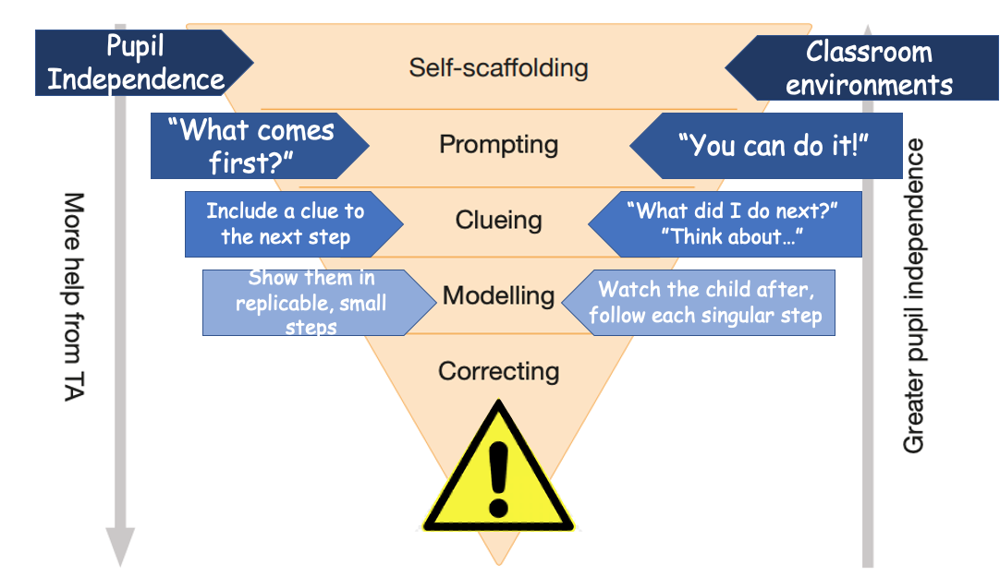 Pupil
Independence
Self-scaffolding
Classroom
environments
“What comes
first?”
Prompting
“You can do it!”
Include a clue to
the next step
Clueing
“What did I do next?”
”Think about…”
Show them in
replicable, small
steps
Modelling
Watch the child after,
follow each singular step
Correcting
!
More help from TA
Greater pupil independence